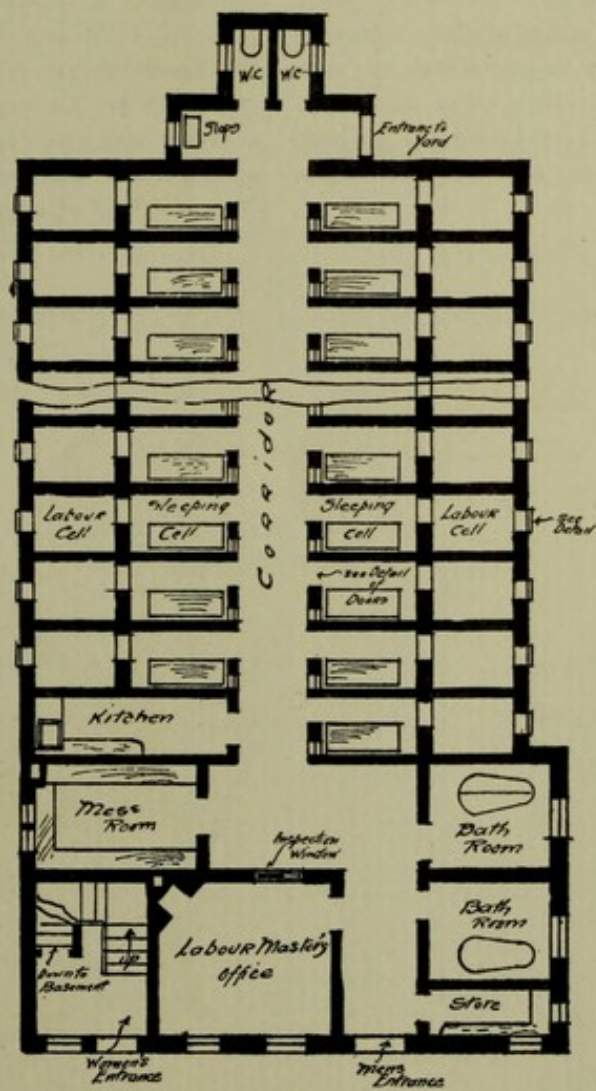 W.C
W.C
Slops
Entrance to
Yard
Corridor
Labour
Cell
Sleeping
Cell
Sleeping
Cell
Labour
Cell
See
Detail
See Detail
of
Doors
Kitchen
Mess
Room
Inspection
Window
Bath
Room
Bath
Room
Labour Master's
Office
Down to
Basement
up
Store
Women's
Entrance
Mens
Entrance